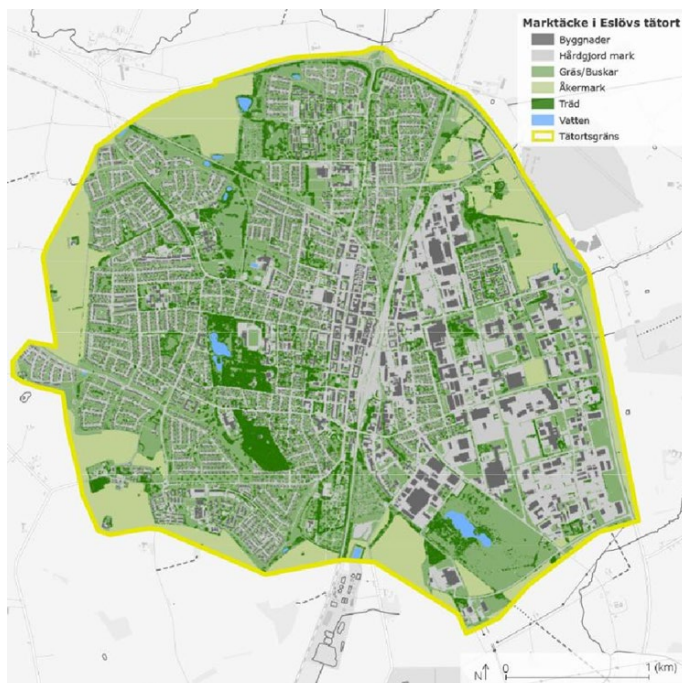 Marktäcke i Eslövs tätort
Byggnader
Hårdgjord mark
Gräs/Buskar
Åkermark
Träd
Vatten
Tätortsgräns
N
0
1 (km)